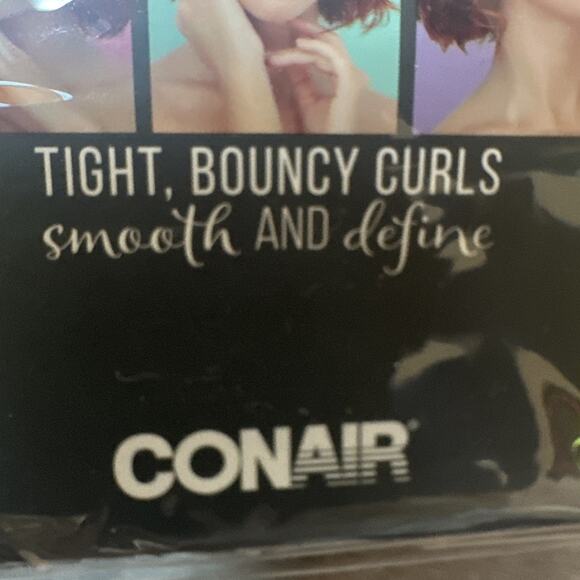 TIGHT, BOUNCY CURLS
smooth AND define
CONAIR®